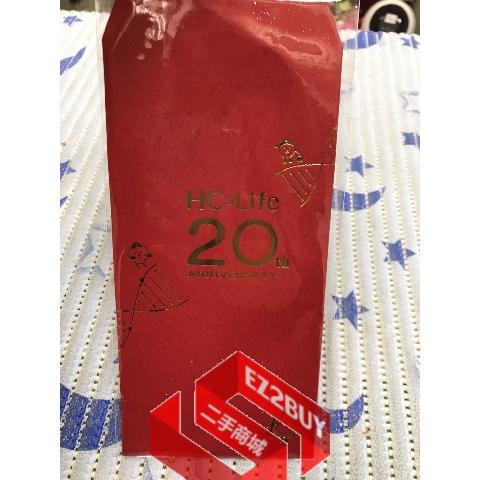 HC-Life
20th
ANNIVERSARY
EZ2BUY
二手商城